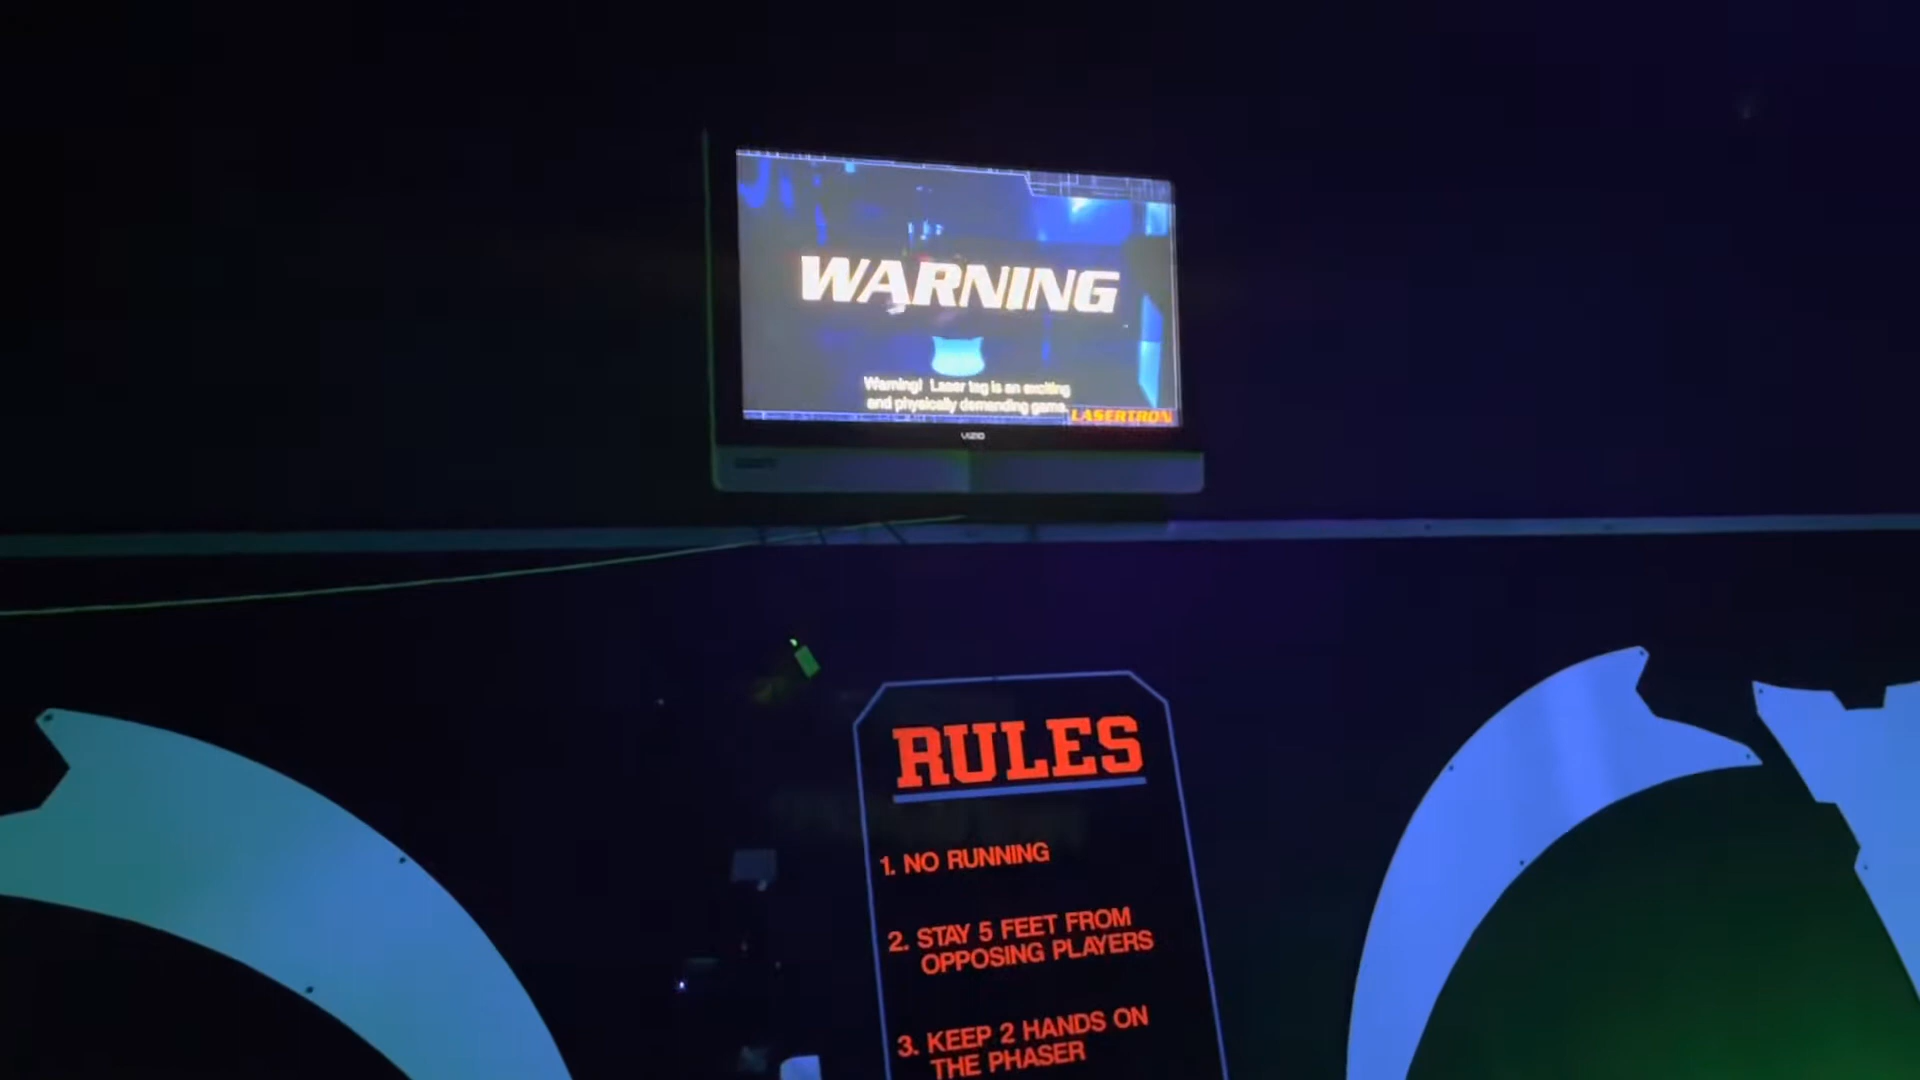 WARNING
Warning! Laser tag is an exciting
and physically demanding game.
LASERTRON
VIZIO
RULES
1. NO RUNNING
2. STAY 5 FEET FROM
OPPOSING PLAYERS
3. KEEP 2 HANDS ON
THE PHASER